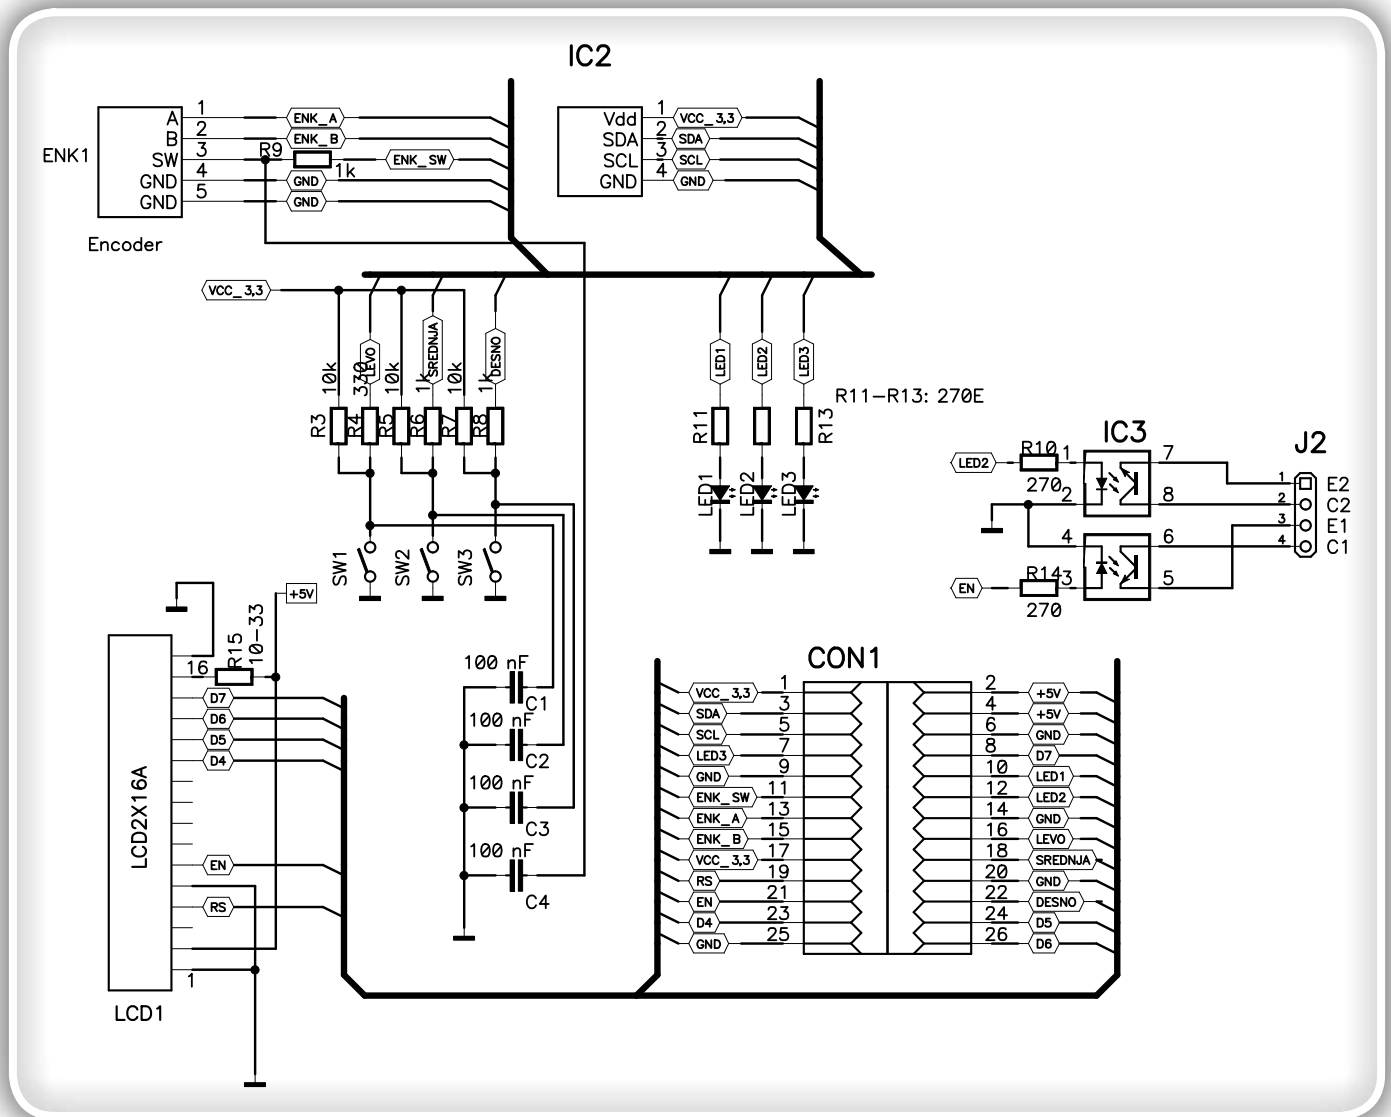 IC2
ENK1
A 1 ENK_A
B 2 ENK_B
SW 3 R9 1k ENK_SW
GND 4 GND
GND 5 GND
Encoder
Vdd 1 VCC_3,3
SDA 2 SDA
SCL 3 SCL
GND 4 GND
VCC_3,3
LEVO
SREDNJA
DESNO
10k
330
10k
1k
10k
1k
R3
R4
R5
R6
R7
R8
SW1
SW2
SW3
LED1
LED2
LED3
R11
R13
R11-R13: 270E
LED1
LED2
LED3
IC3
J2
LED2 R10 270 1 2 7 8
EN R14 270 4 3 6 5
1 E2
2 C2
3 E1
4 C1
+5V
R15
10-33
16
D7
D6
D5
D4
EN
RS
1
LCD2X16A
LCD1
100 nF
C1
100 nF
C2
100 nF
C3
100 nF
C4
CON1
VCC_3,3 1 2 +5V
SDA 3 4 +5V
SCL 5 6 GND
LED3 7 8 D7
GND 9 10 LED1
ENK_SW 11 12 LED2
ENK_A 13 14 GND
ENK_B 15 16 LEVO
VCC_3,3 17 18 SREDNJA
RS 19 20 GND
EN 21 22 DESNO
D4 23 24 D5
GND 25 26 D6